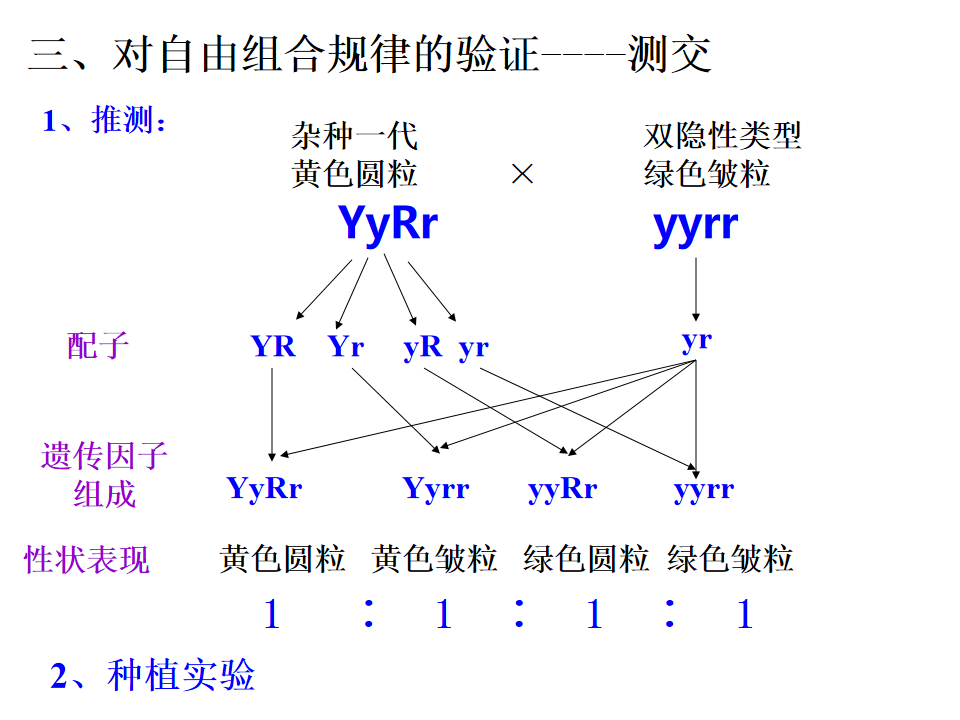 三、对自由组合规律的验证----测交
1、推测：
杂种一代 双隐性类型
黄色圆粒 × 绿色皱粒
YyRr yyrr
配子 YR Yr yR yr yr
遗传因子
组成 YyRr Yyrr yyRr yyrr
性状表现 黄色圆粒 黄色皱粒 绿色圆粒 绿色皱粒
1 ： 1 ： 1 ： 1
2、种植实验